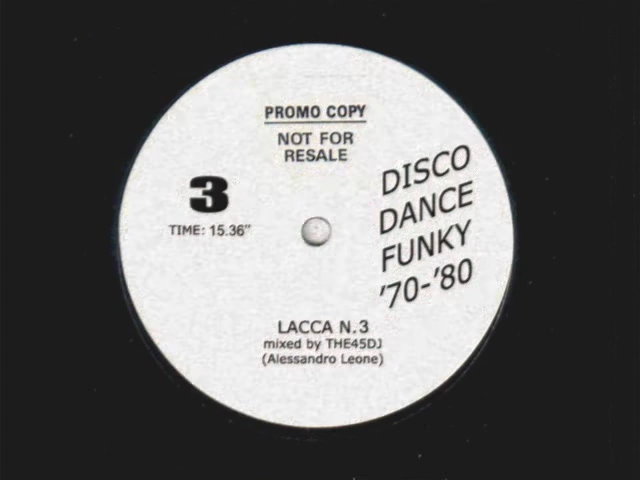 PROMO COPY
NOT FOR
RESALE
3
TIME: 15.36"
DISCO
DANCE
FUNKY
'70-'80
LACCA N.3
mixed by THE45DJ
(Alessandro Leone)